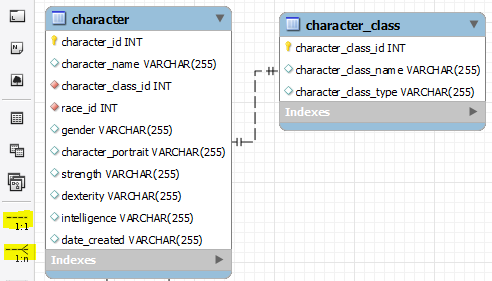 character
character_id INT
character_name VARCHAR(255)
character_class_id INT
race_id INT
gender VARCHAR(255)
character_portrait VARCHAR(255)
strength VARCHAR(255)
dexterity VARCHAR(255)
intelligence VARCHAR(255)
date_created VARCHAR(255)
Indexes
character_class
character_class_id INT
character_class_name VARCHAR(255)
character_class_type VARCHAR(255)
Indexes
1:1
1:n